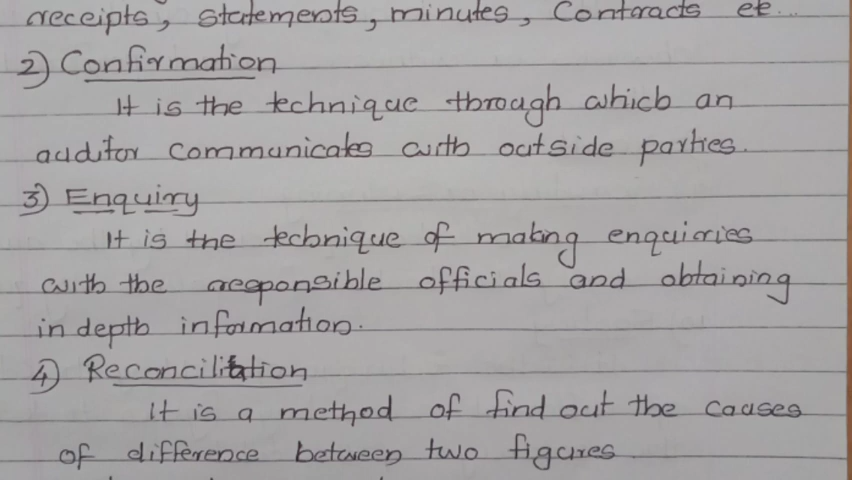 receipts, statements, minutes, Contracts et...
2) Confirmation
It is the technique through which an
auditor communicates with outside parties.
3) Enquiry
It is the technique of making enquiries
with the responsible officials and obtaining
in depth information.
4) Reconciliation
It is a method of find out the causes
of difference between two figures